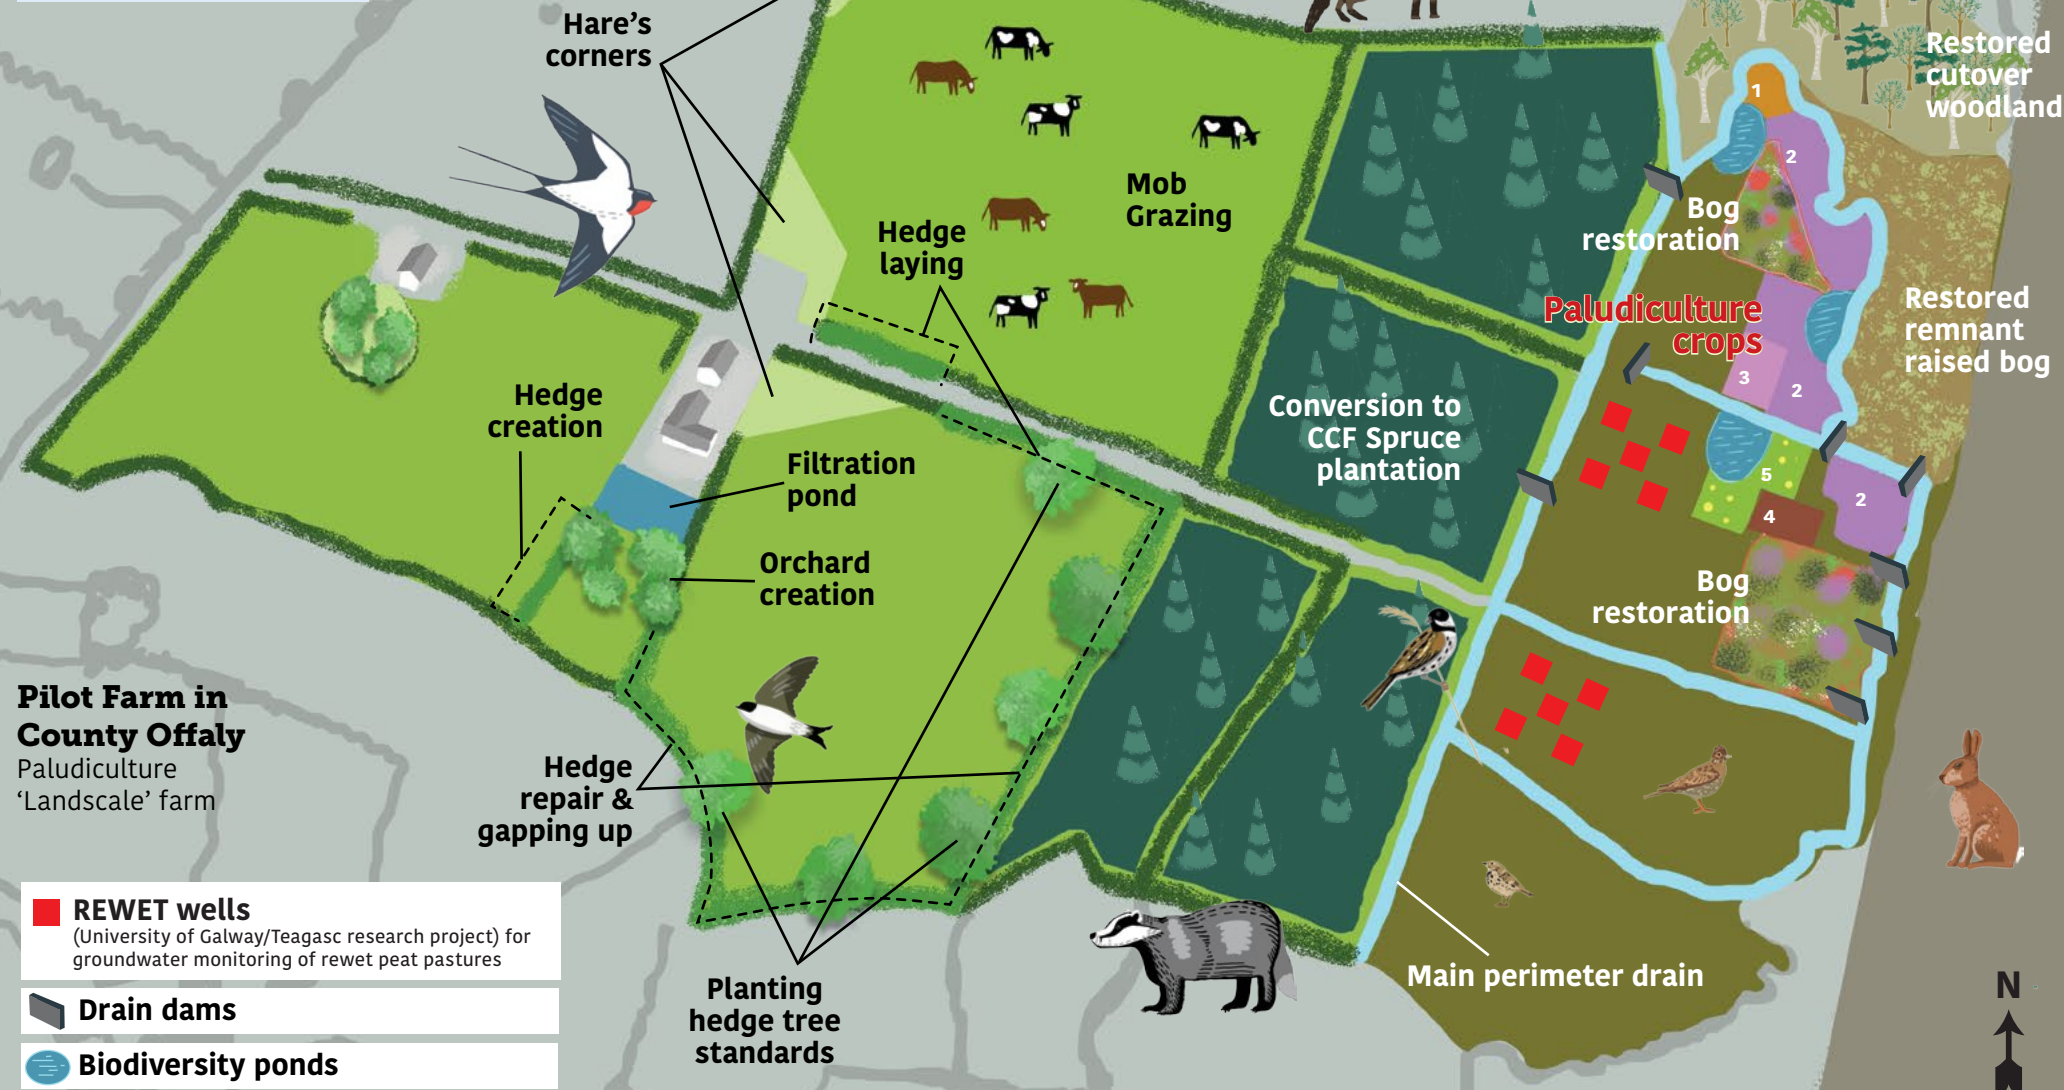 Hare's
corners
Restored
cutover
woodland
1
2
Mob
Grazing
Bog
restoration
Hedge
laying
Paludiculture
crops
Restored
remnant
raised bog
3
2
Hedge
creation
Conversion to
CCF Spruce
plantation
Filtration
pond
5
2
4
Orchard
creation
Bog
restoration
Pilot Farm in
County Offaly
Paludiculture
‘Landscale’ farm
Hedge
repair &
gapping up
REWET wells
(University of Galway/Teagasc research project) for
groundwater monitoring of rewet peat pastures
Drain dams
Biodiversity ponds
Planting
hedge tree
standards
Main perimeter drain
N